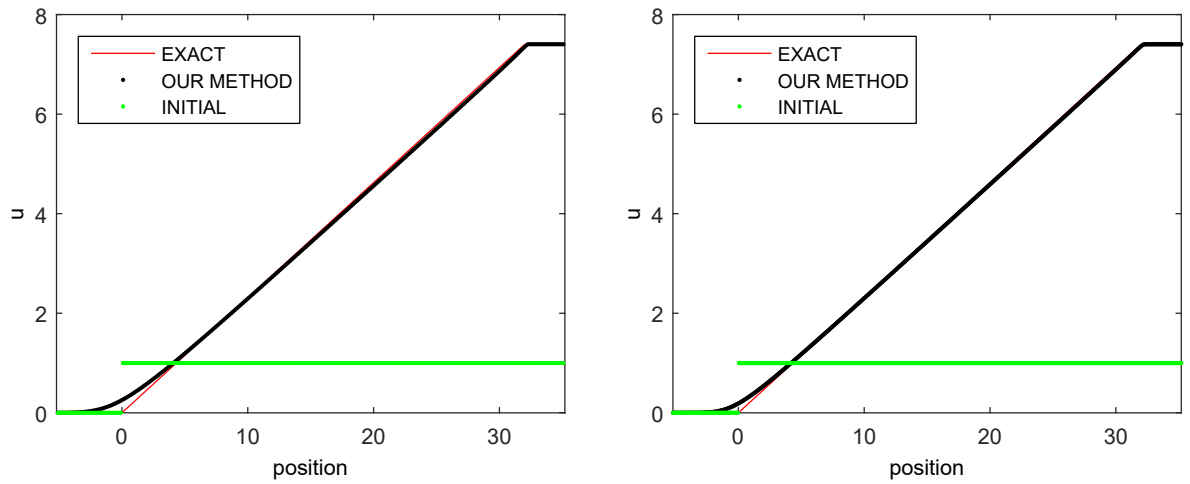 8
6
4
2
0
u
EXACT
OUR METHOD
INITIAL
0
10
20
30
position
8
6
4
2
0
u
EXACT
OUR METHOD
INITIAL
0
10
20
30
position